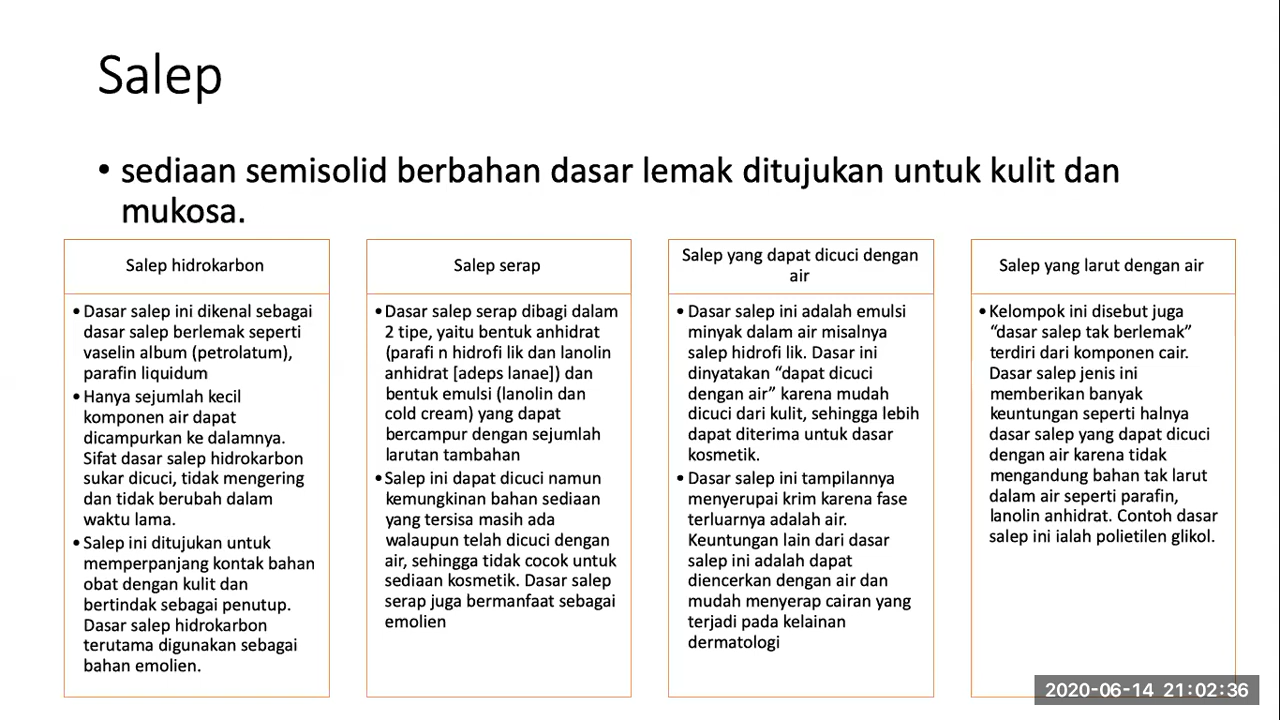 Salep
• sediaan semisolid berbahan dasar lemak ditujukan untuk kulit dan
mukosa.
Salep hidrokarbon
• Dasar salep ini dikenal sebagai
dasar salep berlemak seperti
vaselin album (petrolatum),
parafin liquidum
• Hanya sejumlah kecil
komponen air dapat
dicampurkan ke dalamnya.
Sifat dasar salep hidrokarbon
sukar dicuci, tidak mengering
dan tidak berubah dalam
waktu lama.
• Salep ini ditujukan untuk
memperpanjang kontak bahan
obat dengan kulit dan
bertindak sebagai penutup.
Dasar salep hidrokarbon
terutama digunakan sebagai
bahan emolien.
Salep serap
• Dasar salep serap dibagi dalam
2 tipe, yaitu bentuk anhidrat
(parafi n hidrofi lik dan lanolin
anhidrat [adeps lanae]) dan
bentuk emulsi (lanolin dan
cold cream) yang dapat
bercampur dengan sejumlah
larutan tambahan
• Salep ini dapat dicuci namun
kemungkinan bahan sediaan
yang tersisa masih ada
walaupun telah dicuci dengan
air, sehingga tidak cocok untuk
sediaan kosmetik. Dasar salep
serap juga bermanfaat sebagai
emolien
Salep yang dapat dicuci dengan
air
• Dasar salep ini adalah emulsi
minyak dalam air misalnya
salep hidrofi lik. Dasar ini
dinyatakan “dapat dicuci
dengan air” karena mudah
dicuci dari kulit, sehingga lebih
dapat diterima untuk dasar
kosmetik.
• Dasar salep ini tampilannya
menyerupai krim karena fase
terluarnya adalah air.
Keuntungan lain dari dasar
salep ini adalah dapat
diencerkan dengan air dan
mudah menyerap cairan yang
terjadi pada kelainan
dermatologi
Salep yang larut dengan air
• Kelompok ini disebut juga
“dasar salep tak berlemak”
terdiri dari komponen cair.
Dasar salep jenis ini
memberikan banyak
keuntungan seperti halnya
dasar salep yang dapat dicuci
dengan air karena tidak
mengandung bahan tak larut
dalam air seperti parafin,
lanolin anhidrat. Contoh dasar
salep ini ialah polietilen glikol.
2020-06-14 21:02:36